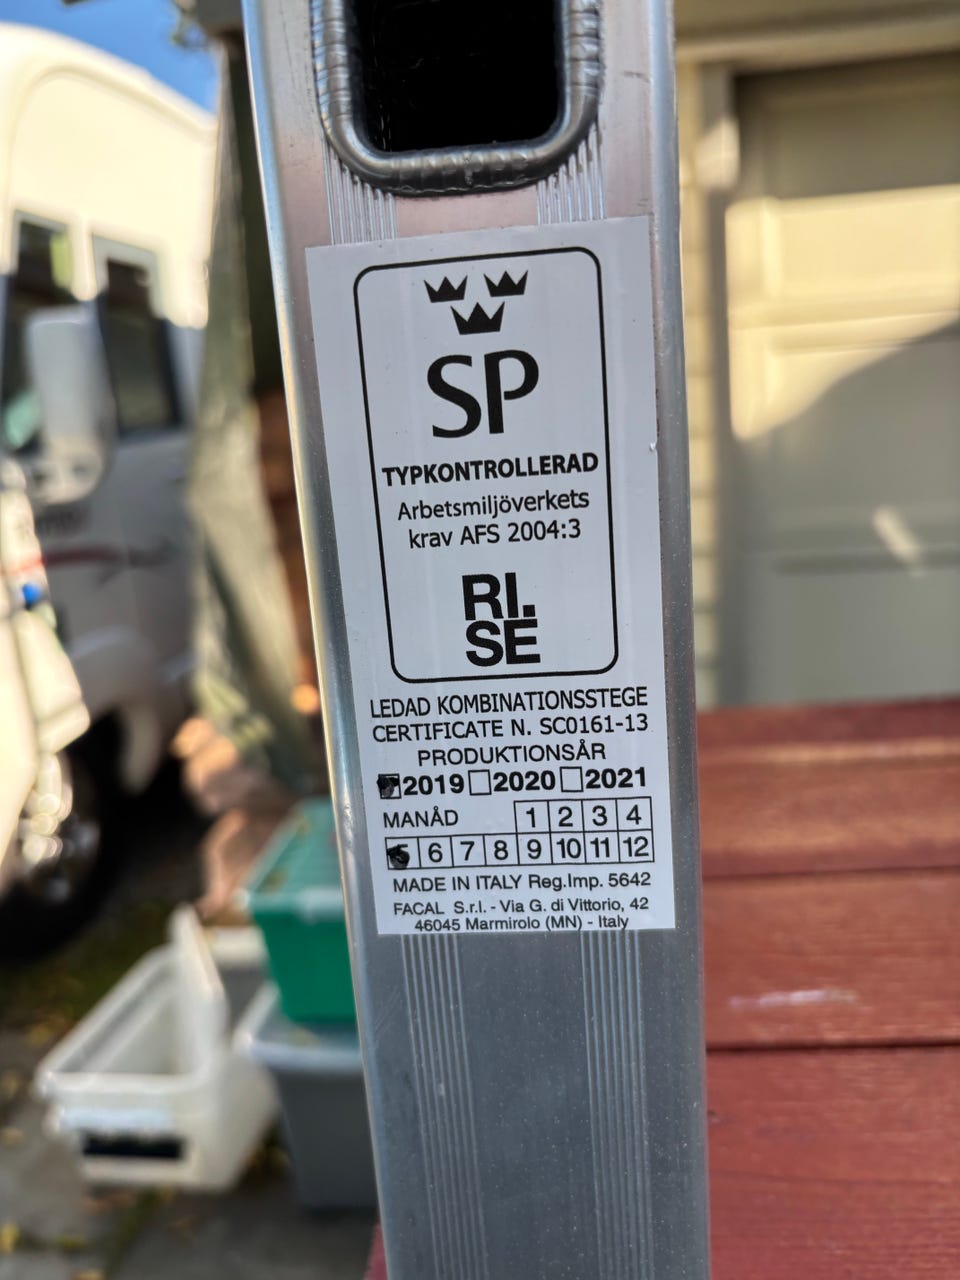 SP
TYPKONTROLLERAD
Arbetsmiljöverkets
krav AFS 2004:3
RI.
SE
LEDAD KOMBINATIONSSTEGE
CERTIFICATE N. SC0161-13
PRODUKTIONSÅR
2019 2020 2021
MANÅD 1 2 3 4
5 6 7 8 9 10 11 12
MADE IN ITALY Reg.Imp. 5642
FACAL S.r.l. - Via G. di Vittorio, 42
46045 Marmirolo (MN) - Italy